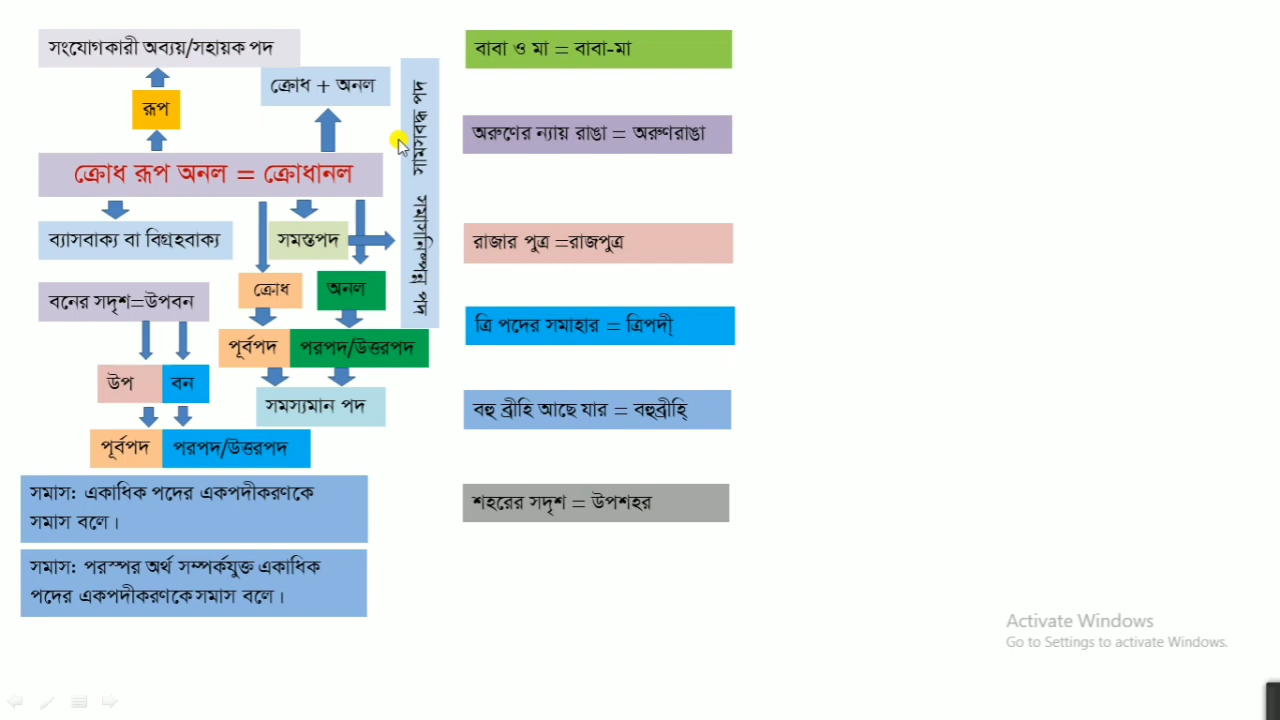 সংযোগকারী অব্যয়/সহায়ক পদ
ক্রোধ + অনল
রূপ
ক্রোধ রূপ অনল = ক্রোধানল
ব্যাসবাক্য বা বিগ্রহবাক্য
সমস্তপদ
সমাসবদ্ধ পদ
সমাসনিষ্পন্ন পদ
ক্রোধ
অনল
বনের সদৃশ=উপবন
পূর্বপদ
পরপদ/উত্তরপদ
উপ
বন
সমস্যমান পদ
পূর্বপদ
পরপদ/উত্তরপদ
সমাস: একাধিক পদের একপদীকরণকে
সমাস বলে।
সমাস: পরস্পর অর্থ সম্পর্কযুক্ত একাধিক
পদের একপদীকরণকে সমাস বলে।
বাবা ও মা = বাবা-মা
অরুণের ন্যায় রাঙা = অরুণরাঙা
রাজার পুত্র =রাজপুত্র
ত্রি পদের সমাহার = ত্রিপদী
বহু ব্রীহি আছে যার = বহুব্রীহি
শহরের সদৃশ = উপশহর
Activate Windows
Go to Settings to activate Windows.